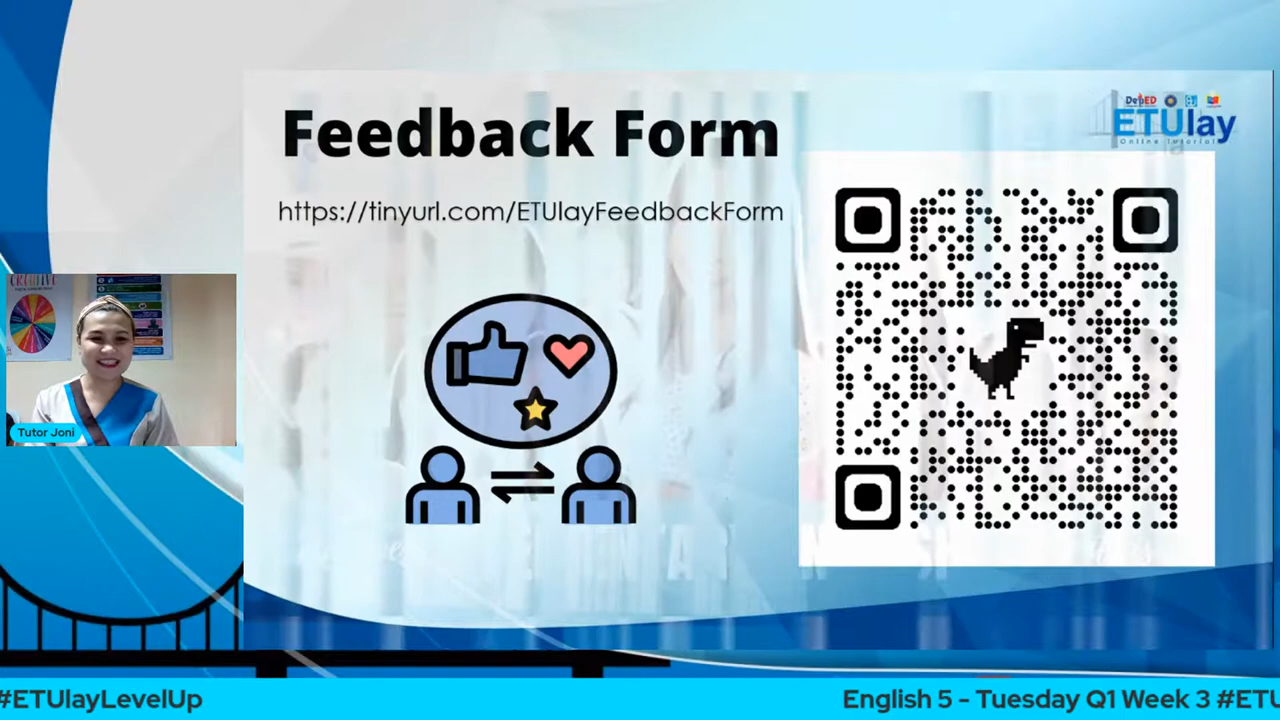 Feedback Form
https://tinyurl.com/ETUlayFeedbackForm
DepED
ETUlay
Online Tutorial
CREATIVE
Tutor Joni
#ETUlayLevelUp
English 5 - Tuesday Q1 Week 3 #ETU